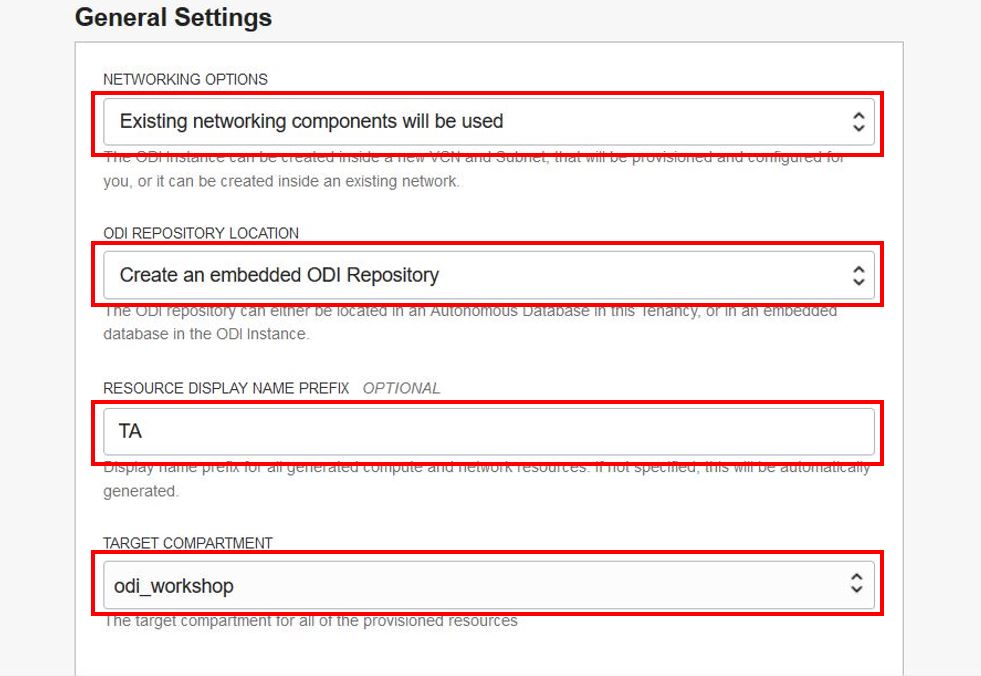 General Settings
NETWORKING OPTIONS
Existing networking components will be used
The ODI Instance can be created inside a new VCN and Subnet, that will be provisioned and configured for
you, or it can be created inside an existing network.
ODI REPOSITORY LOCATION
Create an embedded ODI Repository
The ODI repository can either be located in an Autonomous Database in this Tenancy, or in an embedded
database in the ODI Instance.
RESOURCE DISPLAY NAME PREFIX OPTIONAL
TA
Display name prefix for all generated compute and network resources. If not specified, this will be automatically
generated.
TARGET COMPARTMENT
odi_workshop
The target compartment for all of the provisioned resources